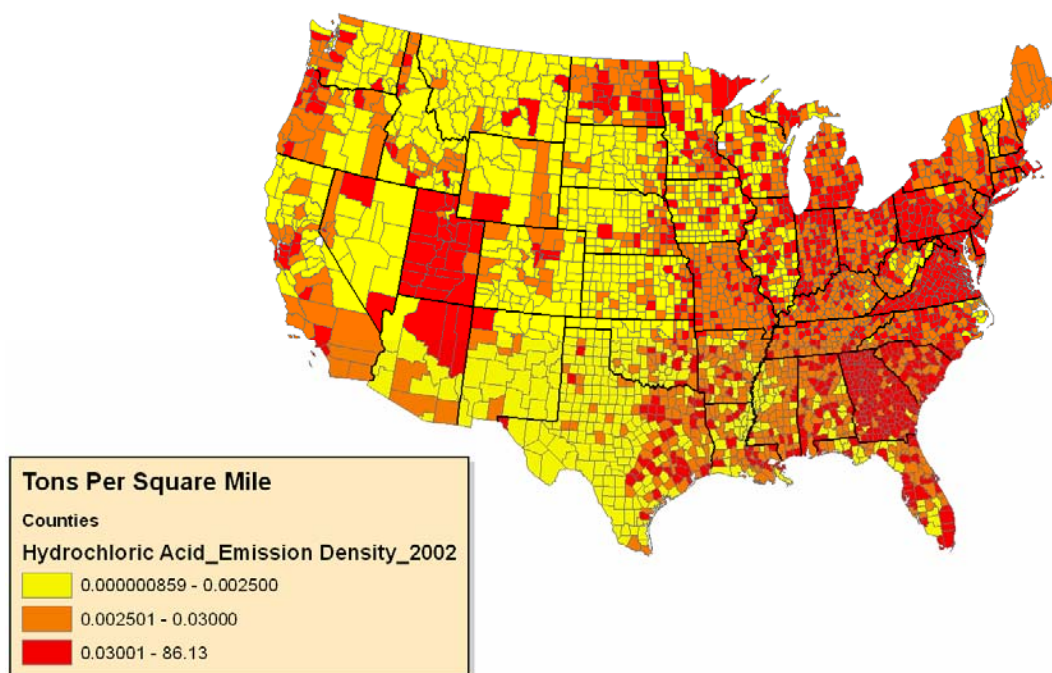 Tons Per Square Mile
Counties
Hydrochloric Acid_Emission Density_2002
0.000000859 - 0.002500
0.002501 - 0.03000
0.03001 - 86.13